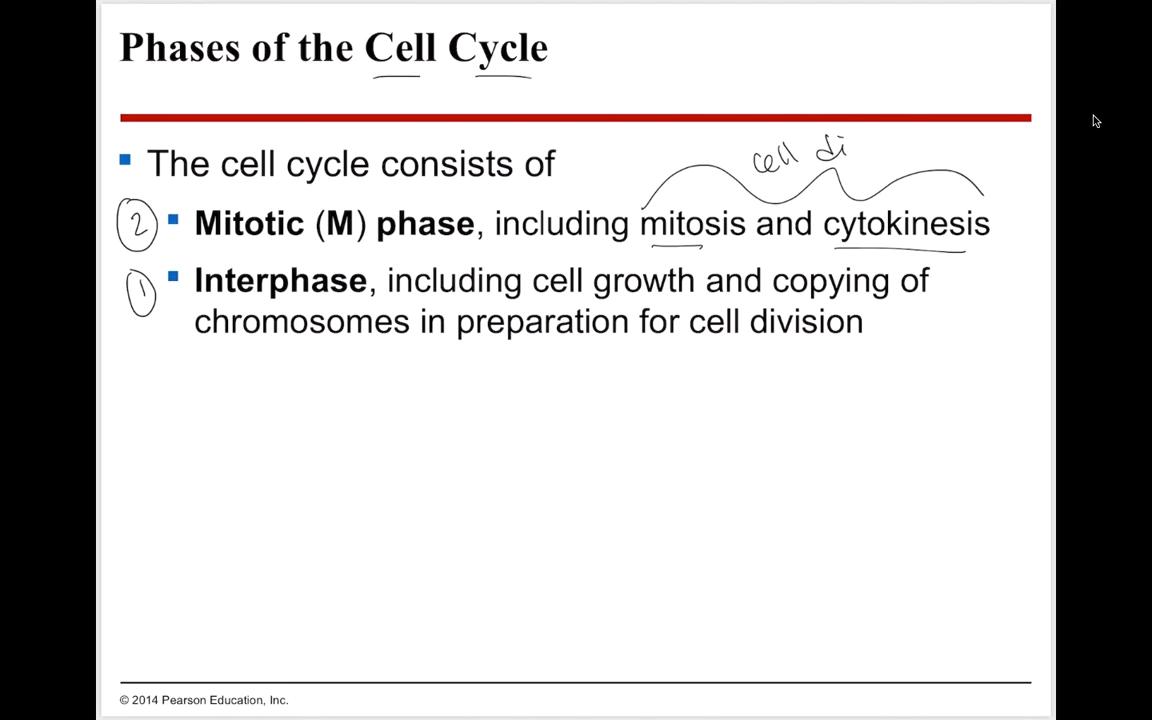 Phases of the Cell Cycle
cell di
The cell cycle consists of
2 Mitotic (M) phase, including mitosis and cytokinesis
1 Interphase, including cell growth and copying of
chromosomes in preparation for cell division
© 2014 Pearson Education, Inc.